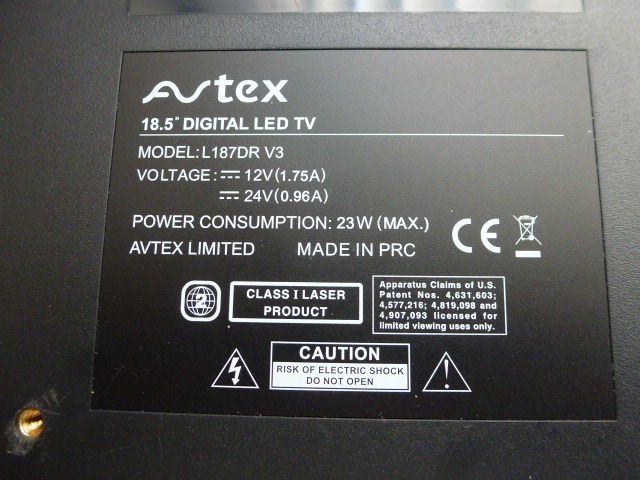 Avtex
18.5" DIGITAL LED TV
MODEL: L187DR V3
VOLTAGE: 12V (1.75A)
24V (0.96A)
POWER CONSUMPTION: 23W (MAX.)
AVTEX LIMITED MADE IN PRC
CE
2
CLASS I LASER
PRODUCT
Apparatus Claims of U.S.
Patent Nos. 4,631,603;
4,577,216; 4,819,098 and
4,907,093 licensed for
limited viewing uses only.
CAUTION
RISK OF ELECTRIC SHOCK
DO NOT OPEN